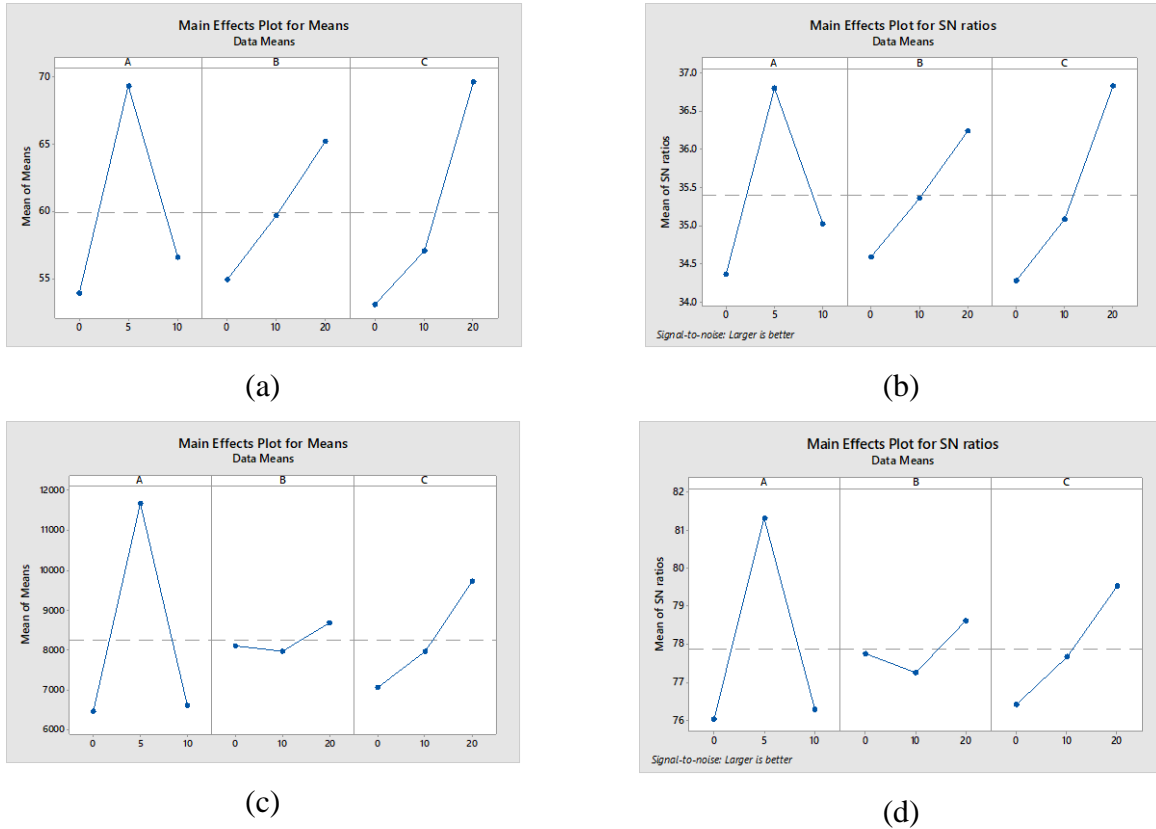 Main Effects Plot for Means
Data Means
A B C
Mean of Means
70
65
60
55
0 5 10 0 10 20 0 10 20
(a)
Main Effects Plot for SN ratios
Data Means
A B C
Mean of SN ratios
37.0
36.5
36.0
35.5
35.0
34.5
34.0
0 5 10 0 10 20 0 10 20
Signal-to-noise: Larger is better
(b)
Main Effects Plot for Means
Data Means
A B C
Mean of Means
12000
11000
10000
9000
8000
7000
6000
0 5 10 0 10 20 0 10 20
(c)
Main Effects Plot for SN ratios
Data Means
A B C
Mean of SN ratios
82
81
80
79
78
77
76
0 5 10 0 10 20 0 10 20
Signal-to-noise: Larger is better
(d)